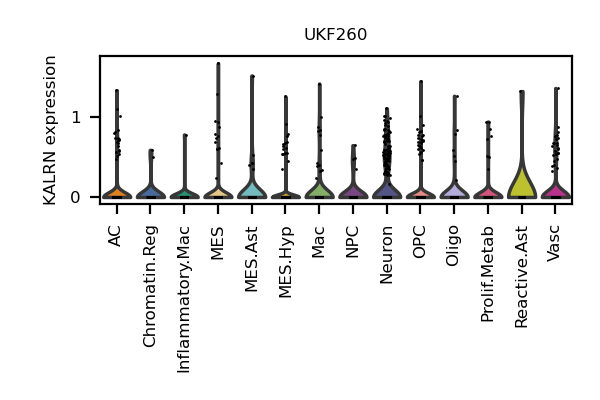 UKF260
KALRN expression
1
0
AC
Chromatin.Reg
Inflammatory.Mac
MES
MES.Ast
MES.Hyp
Mac
NPC
Neuron
OPC
Oligo
Prolif.Metab
Reactive.Ast
Vasc